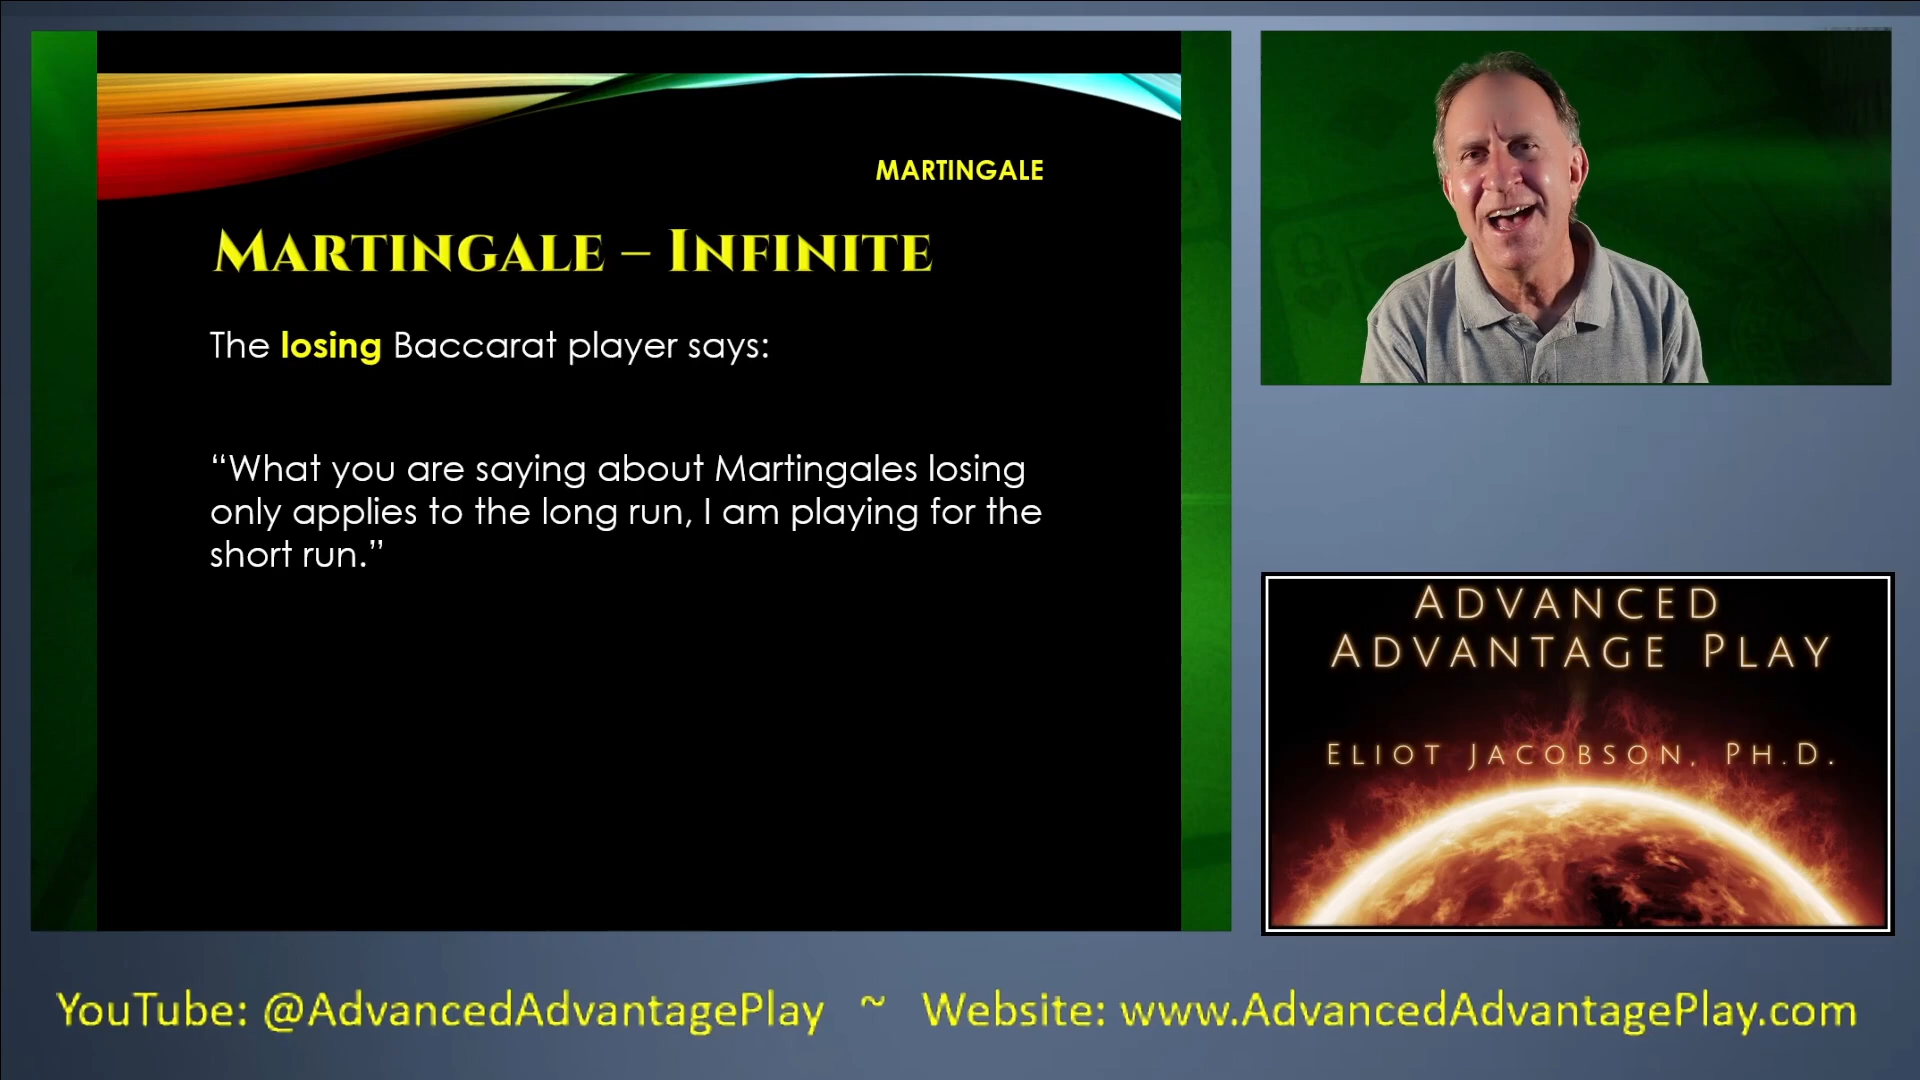 MARTINGALE
MARTINGALE – INFINITE
The losing Baccarat player says:
“What you are saying about Martingales losing
only applies to the long run, I am playing for the
short run.”
ADVANCED
ADVANTAGE PLAY
ELIOT JACOBSON, PH.D.
YouTube: @AdvancedAdvantagePlay ~ Website: www.AdvancedAdvantagePlay.com